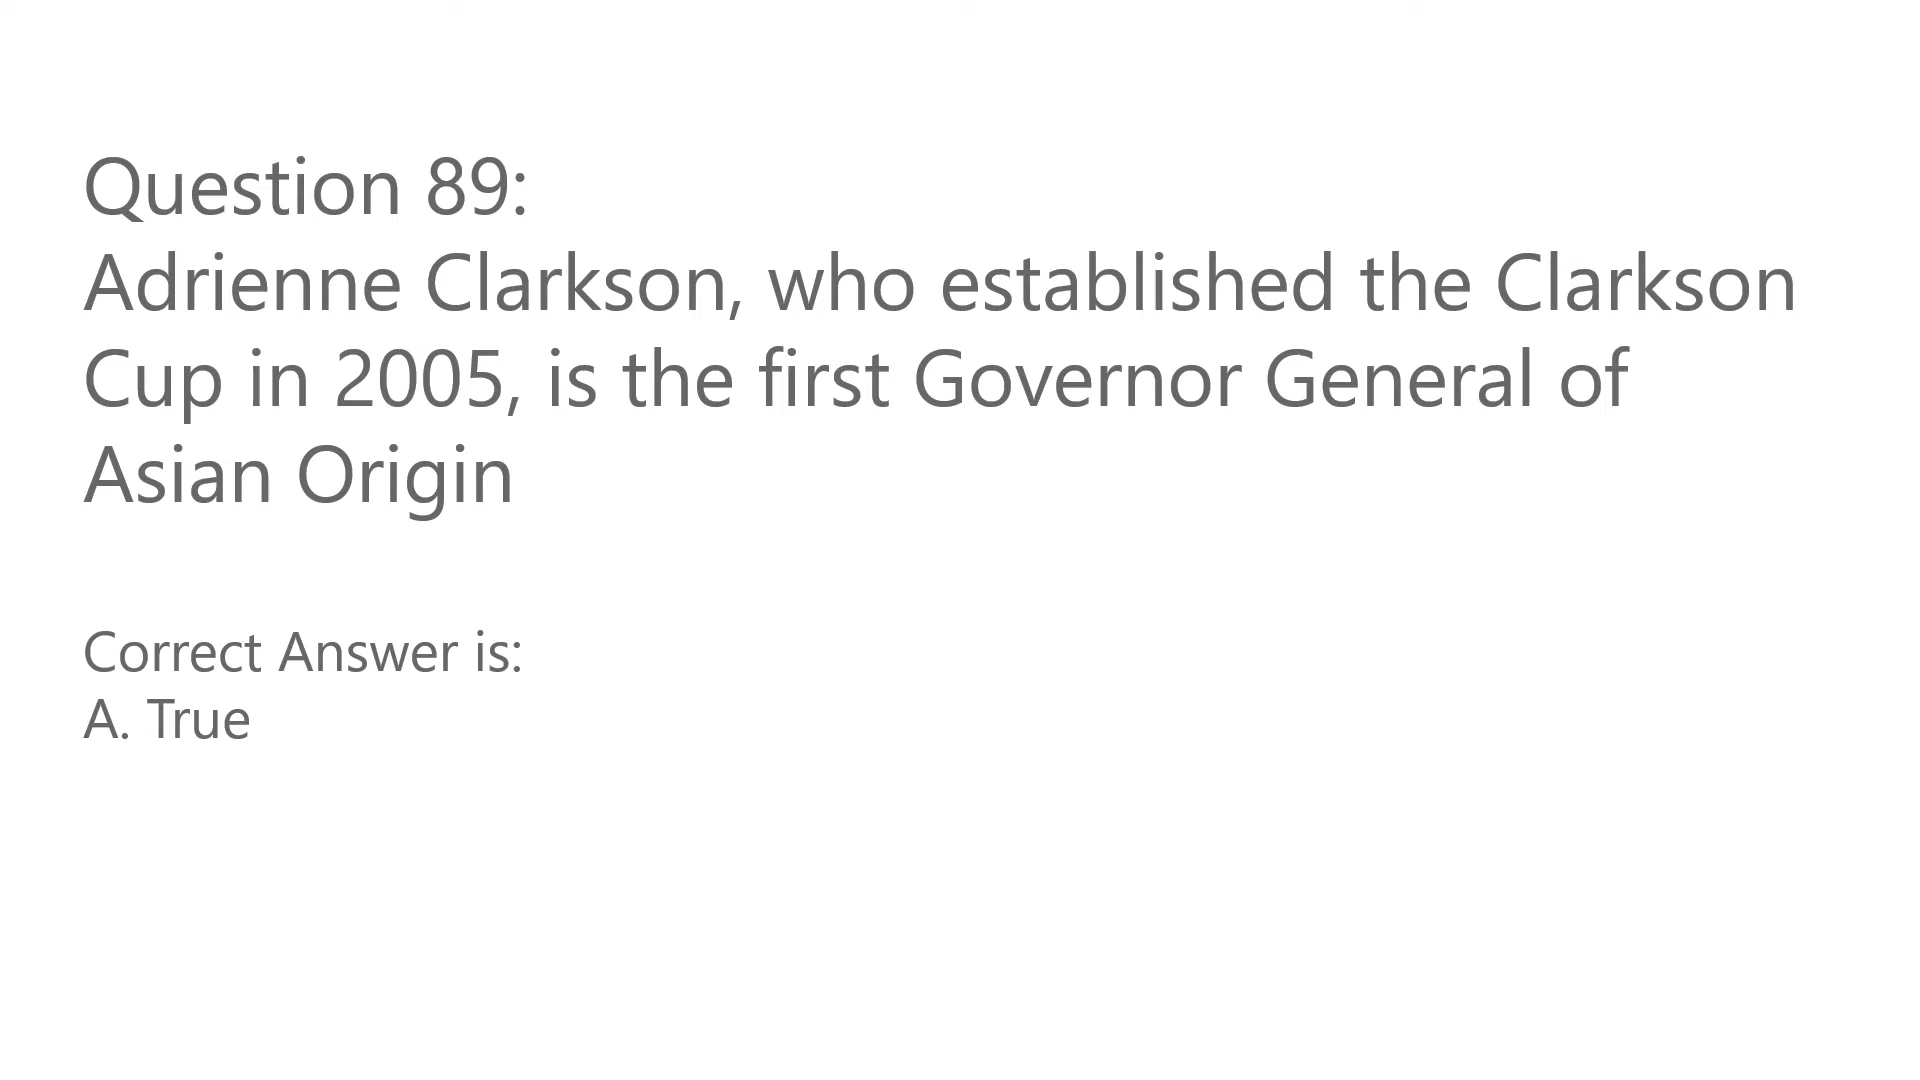 Question 89:
Adrienne Clarkson, who established the Clarkson
Cup in 2005, is the first Governor General of
Asian Origin
Correct Answer is:
A. True